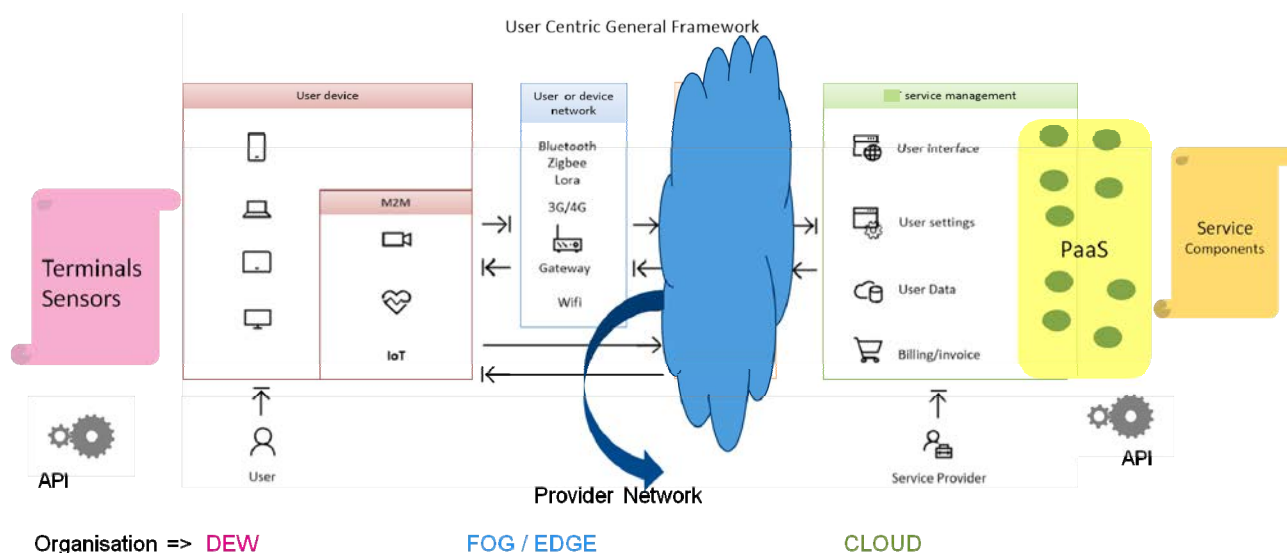 User Centric General Framework
User device
M2M
IoT
User or device
network
Bluetooth
Zigbee
Lora
3G/4G
Gateway
Wifi
service management
User Interface
User settings
User Data
Billing/invoice
PaaS
Service
Components
Terminals
Sensors
API
User
Provider Network
Service Provider
API
Organisation => DEW
FOG / EDGE
CLOUD